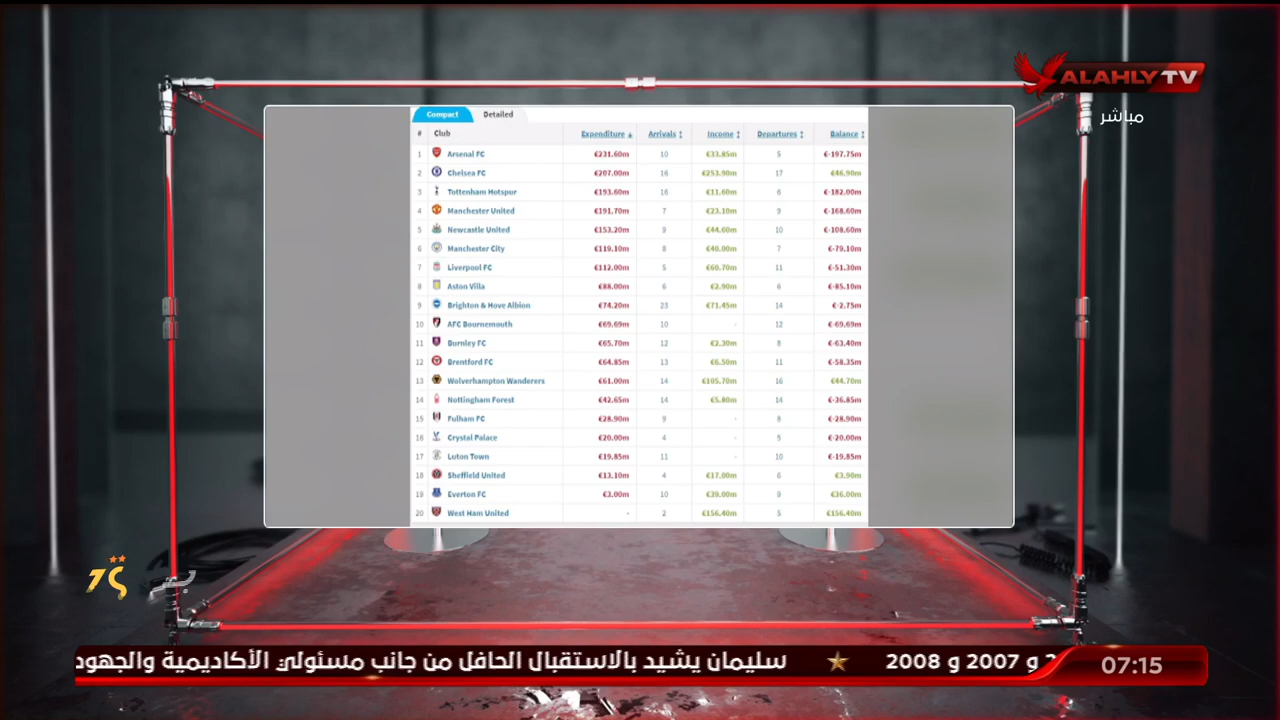 ALAHLY TV
مباشر
Compact Detailed
# Club Expenditure Arrivals Income Departures Balance
1 Arsenal FC €231.60m 10 €33.85m 5 €-197.75m
2 Chelsea FC €207.00m 16 €253.90m 17 €46.90m
3 Tottenham Hotspur €193.60m 16 €11.60m 6 €-182.00m
4 Manchester United €191.70m 7 €23.10m 9 €-168.60m
5 Newcastle United €153.20m 9 €44.60m 10 €-108.60m
6 Manchester City €119.10m 8 €40.00m 7 €-79.10m
7 Liverpool FC €112.00m 5 €60.70m 11 €-51.30m
8 Aston Villa €88.00m 6 €2.90m 6 €-85.10m
9 Brighton & Hove Albion €74.20m 23 €71.45m 14 €-2.75m
10 AFC Bournemouth €69.69m 10 - 12 €-69.69m
11 Burnley FC €65.70m 12 €2.30m 8 €-63.40m
12 Brentford FC €64.85m 13 €6.50m 11 €-58.35m
13 Wolverhampton Wanderers €61.00m 14 €105.70m 16 €44.70m
14 Nottingham Forest €42.65m 14 €5.80m 14 €-36.85m
15 Fulham FC €28.90m 9 - 8 €-28.90m
16 Crystal Palace €20.00m 4 - 5 €-20.00m
17 Luton Town €19.85m 11 - 10 €-19.85m
18 Sheffield United €13.10m 4 €17.00m 6 €3.90m
19 Everton FC €3.00m 10 €39.00m 9 €36.00m
20 West Ham United - 2 €156.40m 5 €156.40m
و 2007 و 2008 سليمان يشيد بالاستقبال الحافل من جانب مسئولي الأكاديمية والجهود
07:15